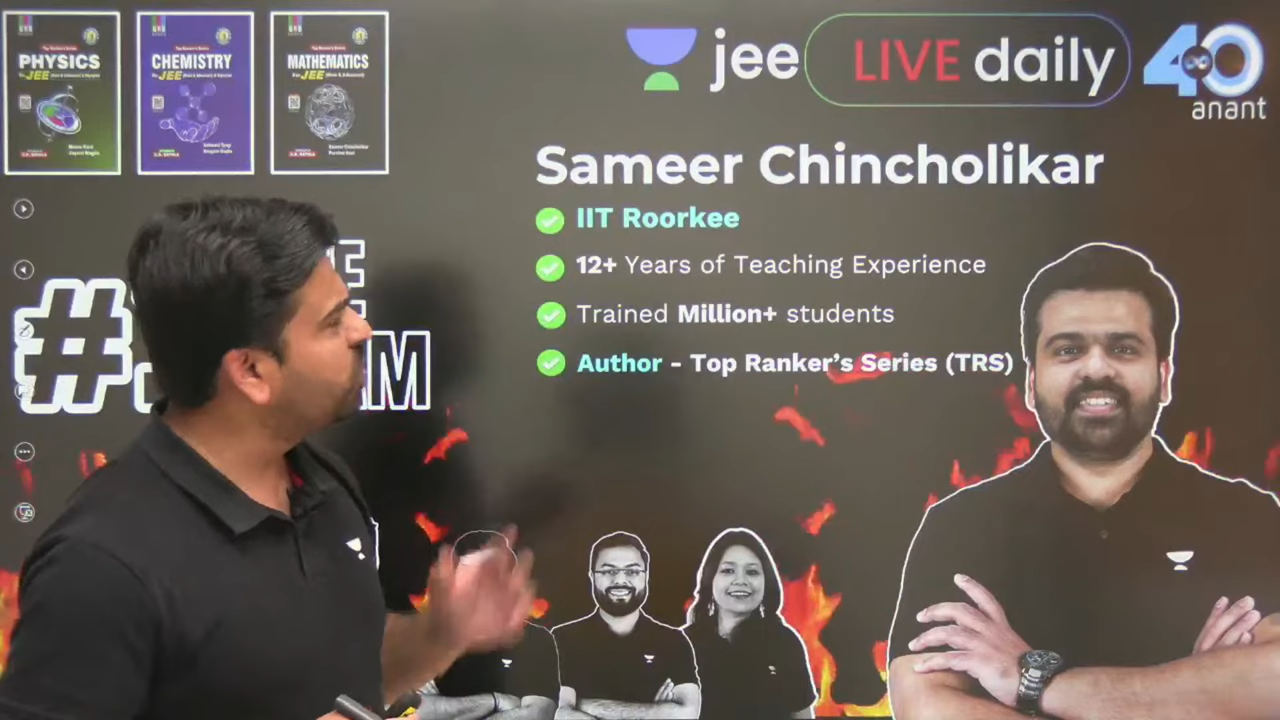 PHYSICS
JEE
CHEMISTRY
JEE
MATHEMATICS
JEE
jee
LIVE daily
40
anant
Sameer Chincholikar
IIT Roorkee
12+ Years of Teaching Experience
Trained Million+ students
Author - Top Ranker's Series (TRS)
#